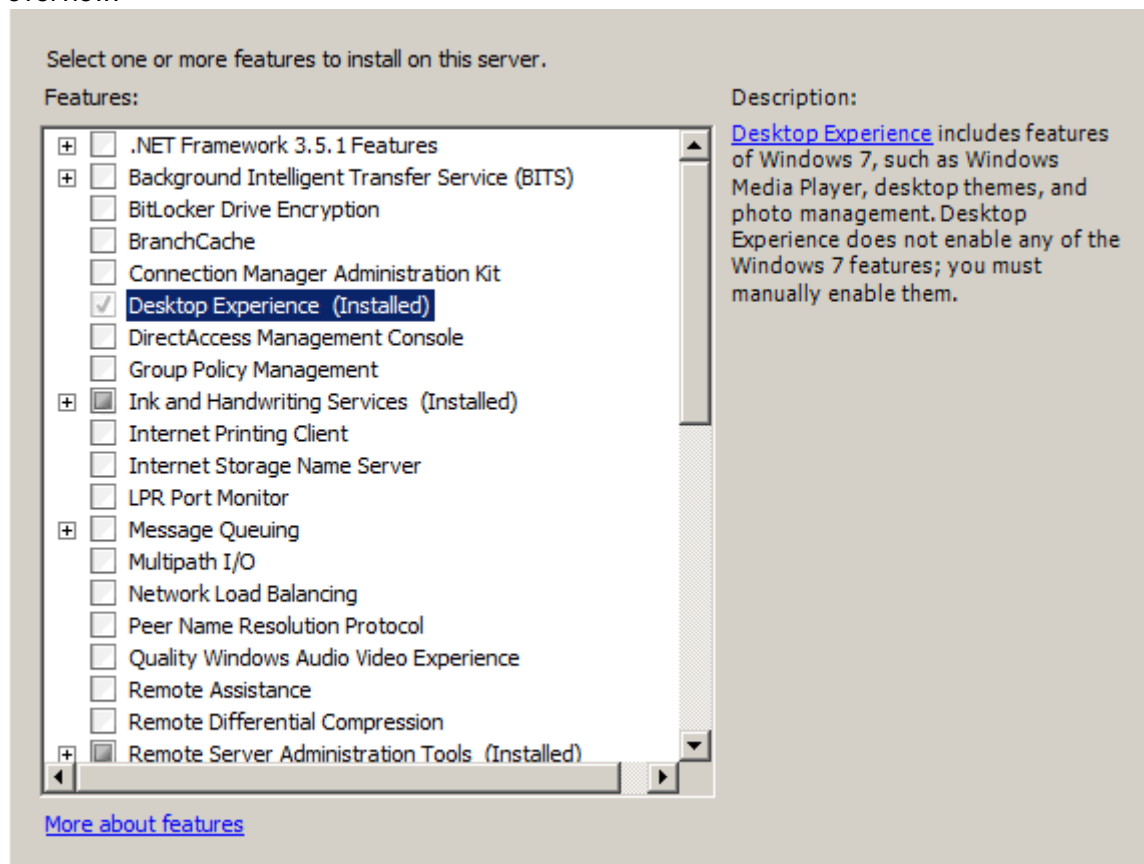 Select one or more features to install on this server.
Features:
Description:
.NET Framework 3.5.1 Features
Background Intelligent Transfer Service (BITS)
BitLocker Drive Encryption
BranchCache
Connection Manager Administration Kit
Desktop Experience (Installed)
DirectAccess Management Console
Group Policy Management
Ink and Handwriting Services (Installed)
Internet Printing Client
Internet Storage Name Server
LPR Port Monitor
Message Queuing
Multipath I/O
Network Load Balancing
Peer Name Resolution Protocol
Quality Windows Audio Video Experience
Remote Assistance
Remote Differential Compression
Remote Server Administration Tools (Installed)
Desktop Experience includes features
of Windows 7, such as Windows
Media Player, desktop themes, and
photo management. Desktop
Experience does not enable any of the
Windows 7 features; you must
manually enable them.
More about features